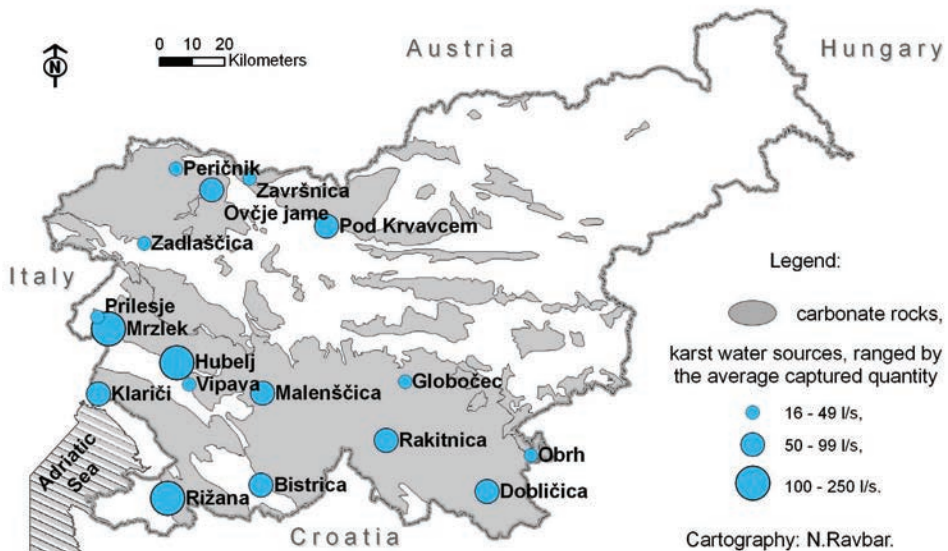 0 10 20
Kilometers
N
Austria
Hungary
Peričnik
Završnica
Ovčje jame
Pod Krvavcem
Zadlaščica
Italy
Prilesje
Mrzlek
Hubelj
Vipava
Klariči
Malenščica
Globočec
Rakitnica
Obrh
Adriatic
Sea
Rižana
Bistrica
Dobličica
Croatia
Legend:
carbonate rocks,
karst water sources, ranged by
the average captured quantity
16 - 49 l/s,
50 - 99 l/s,
100 - 250 l/s.
Cartography: N.Ravbar.